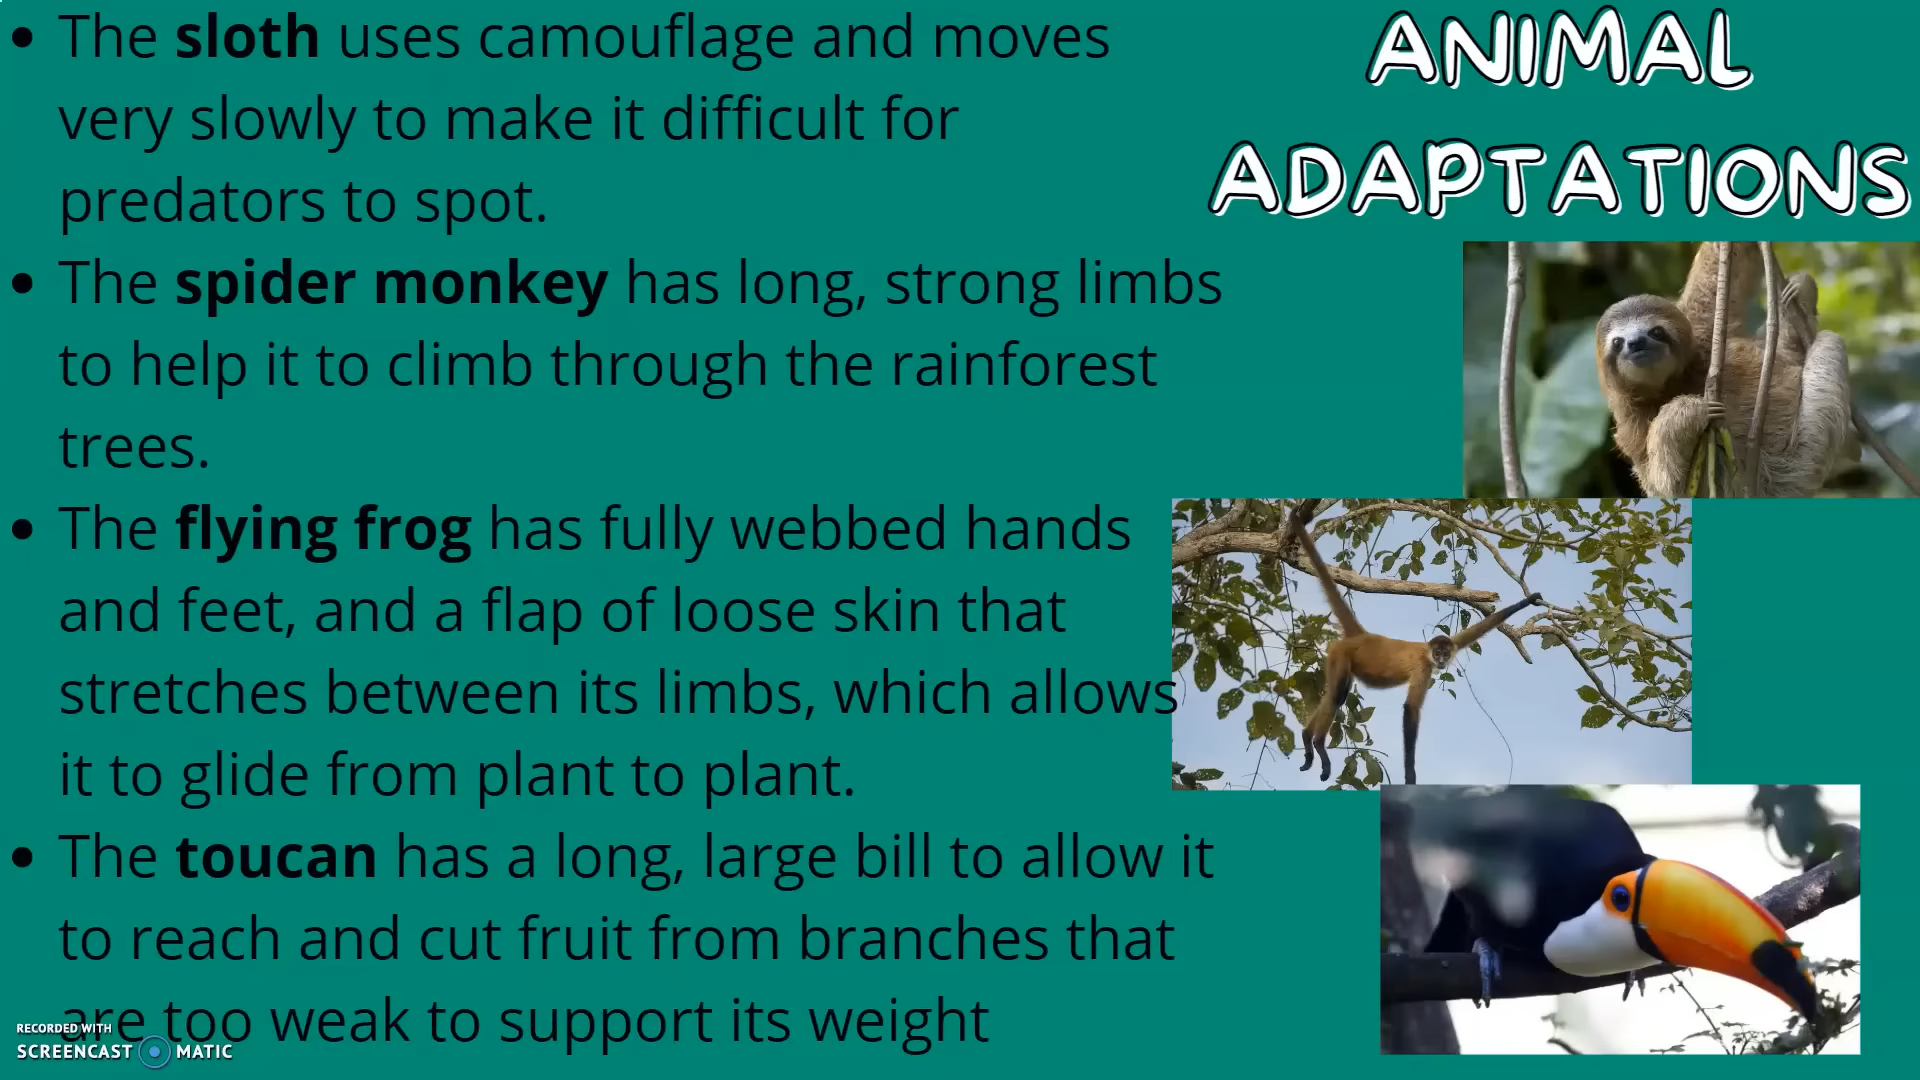 ANIMAL
ADAPTATIONS
• The sloth uses camouflage and moves
very slowly to make it difficult for
predators to spot.
• The spider monkey has long, strong limbs
to help it to climb through the rainforest
trees.
• The flying frog has fully webbed hands
and feet, and a flap of loose skin that
stretches between its limbs, which allows
it to glide from plant to plant.
• The toucan has a long, large bill to allow it
to reach and cut fruit from branches that
are too weak to support its weight
RECORDED WITH
SCREENCAST MATIC